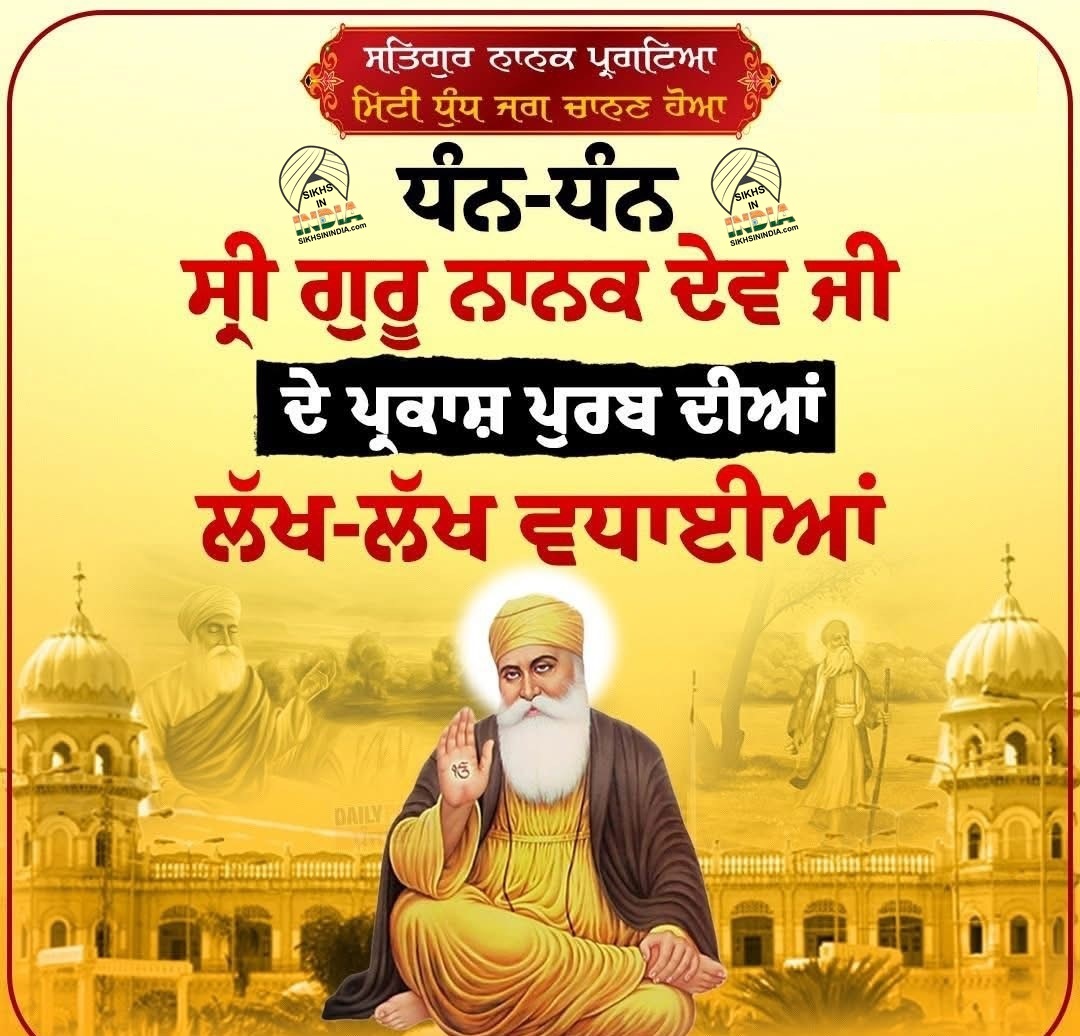 ਸਤਿਗੁਰ ਨਾਨਕ ਪ੍ਰਗਟਿਆ
ਮਿਟੀ ਧੁੰਧ ਜਗ ਚਾਨਣ ਹੋਆ
ਧੰਨ-ਧੰਨ
SIKHS
IN
INDIA
SIKHSININDIA.com
SIKHS
IN
INDIA
SIKHSININDIA.com
ਸ੍ਰੀ ਗੁਰੂ ਨਾਨਕ ਦੇਵ ਜੀ
ਦੇ ਪ੍ਰਕਾਸ਼ ਪੁਰਬ ਦੀਆਂ
ਲੱਖ-ਲੱਖ ਵਧਾਈਆਂ
ੴ
DAILY